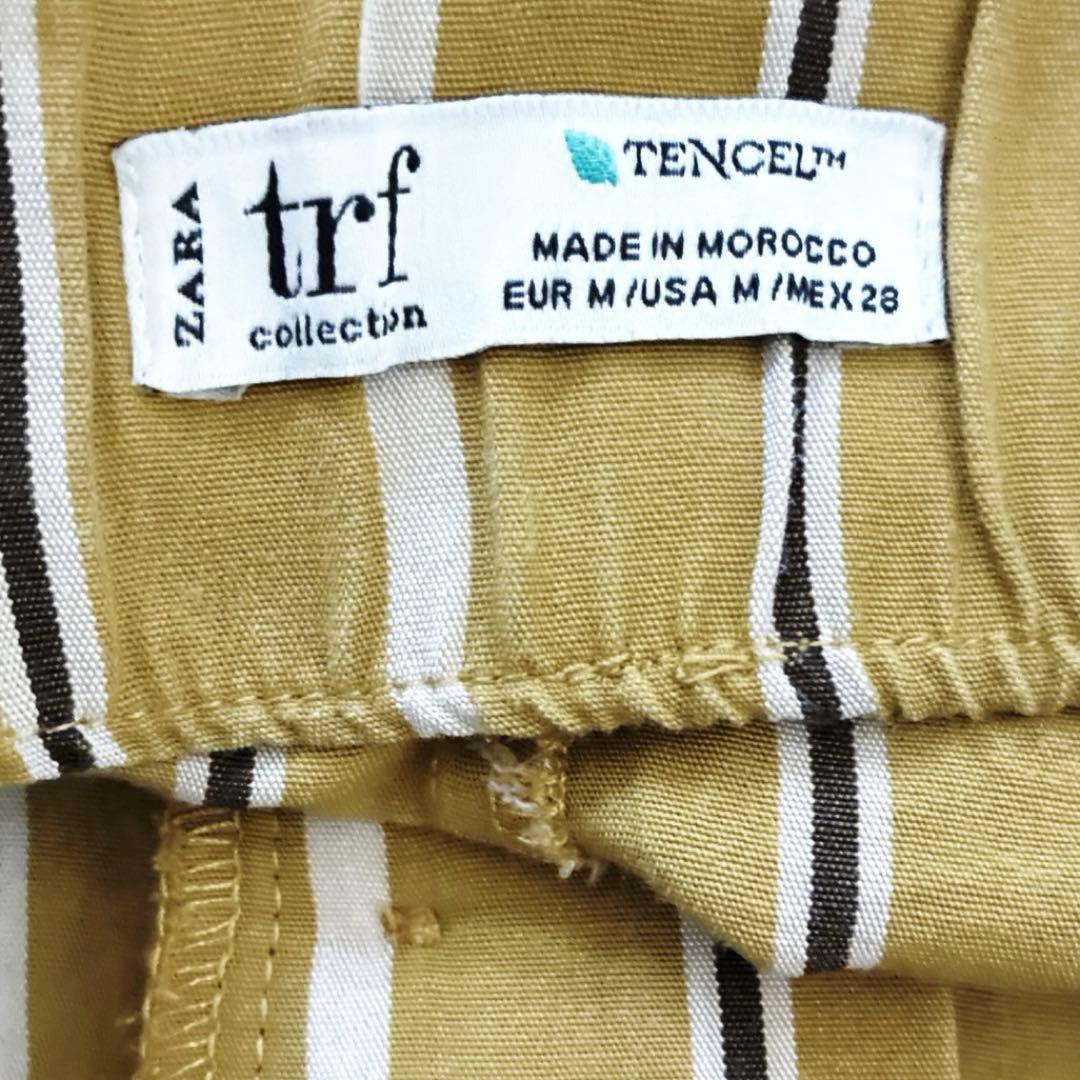 ZARA
trf
collection
TENCEL™
MADE IN MOROCCO
EUR M/USA M/MEX 28